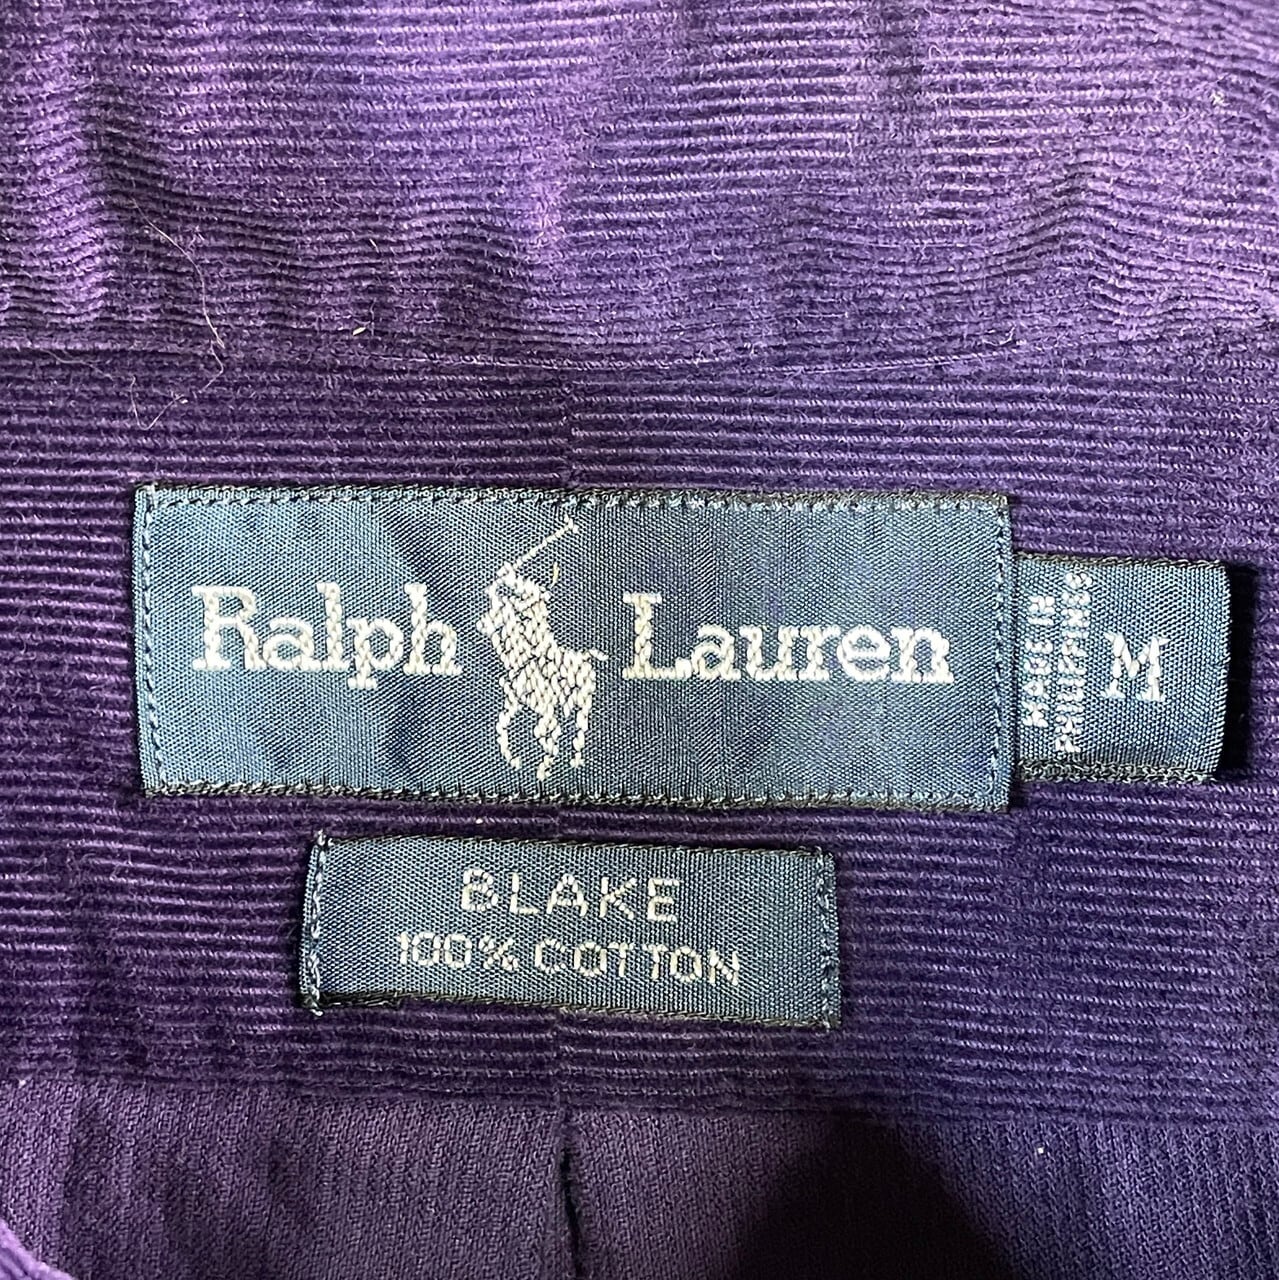 Ralph Lauren
MADE IN
PHILIPPINES
M
BLAKE
100% COTTON